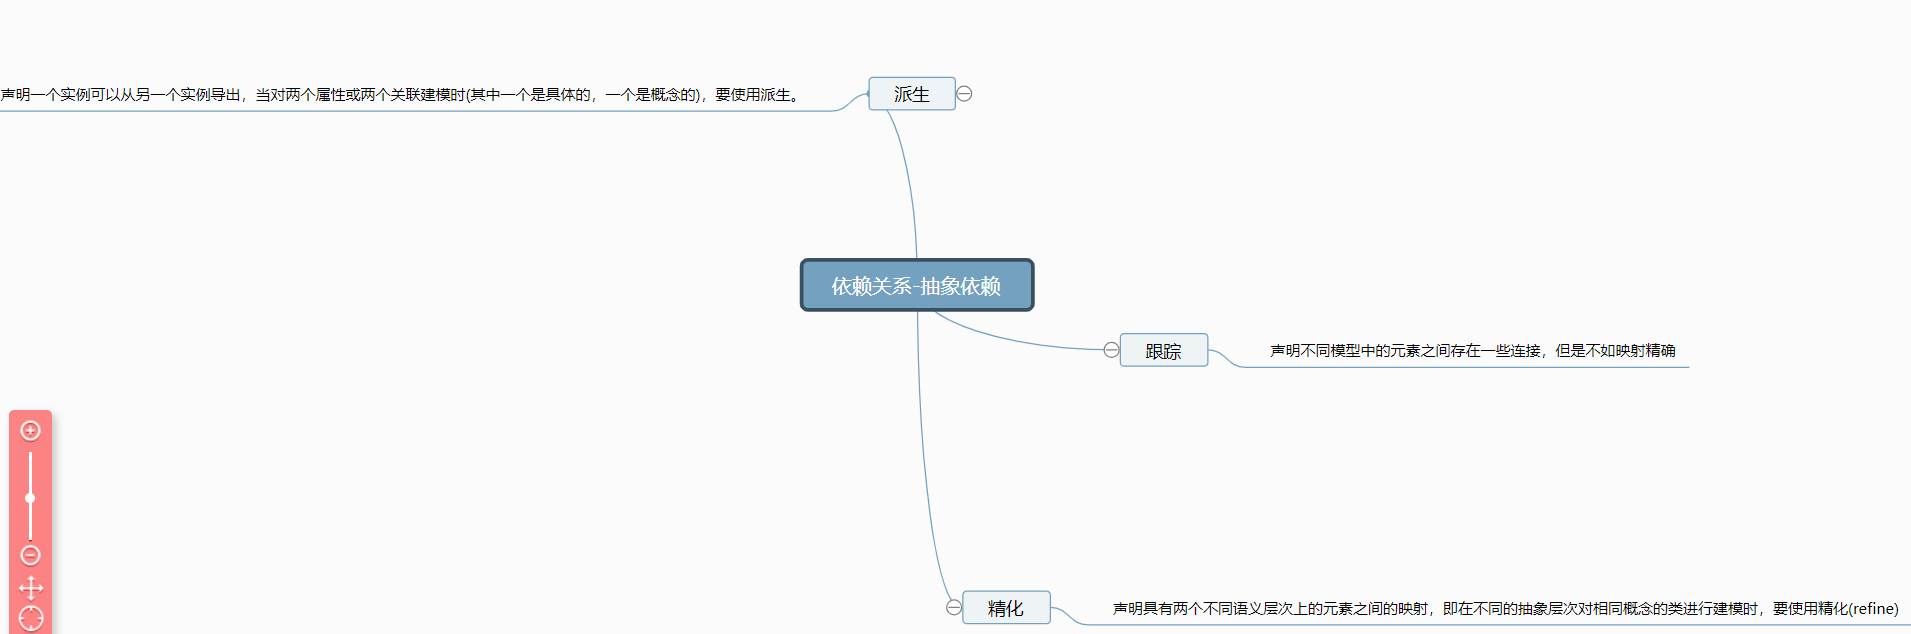 声明一个实例可以从另一个实例导出，当对两个属性或两个关联建模时(其中一个是具体的，一个是概念的)，要使用派生。
派生
依赖关系-抽象依赖
跟踪
声明不同模型中的元素之间存在一些连接，但是不如映射精确
精化
声明具有两个不同语义层次上的元素之间的映射，即在不同的抽象层次对相同概念的类进行建模时，要使用精化(refine)